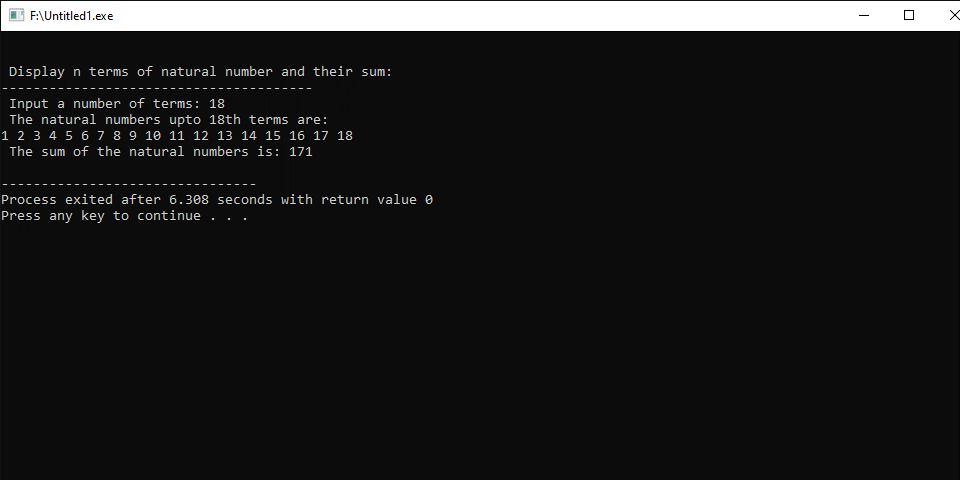 F:\Untitled1.exe
Display n terms of natural number and their sum:
---------------------------------------
Input a number of terms: 18
The natural numbers upto 18th terms are:
1 2 3 4 5 6 7 8 9 10 11 12 13 14 15 16 17 18
The sum of the natural numbers is: 171
--------------------------------
Process exited after 6.308 seconds with return value 0
Press any key to continue . . .